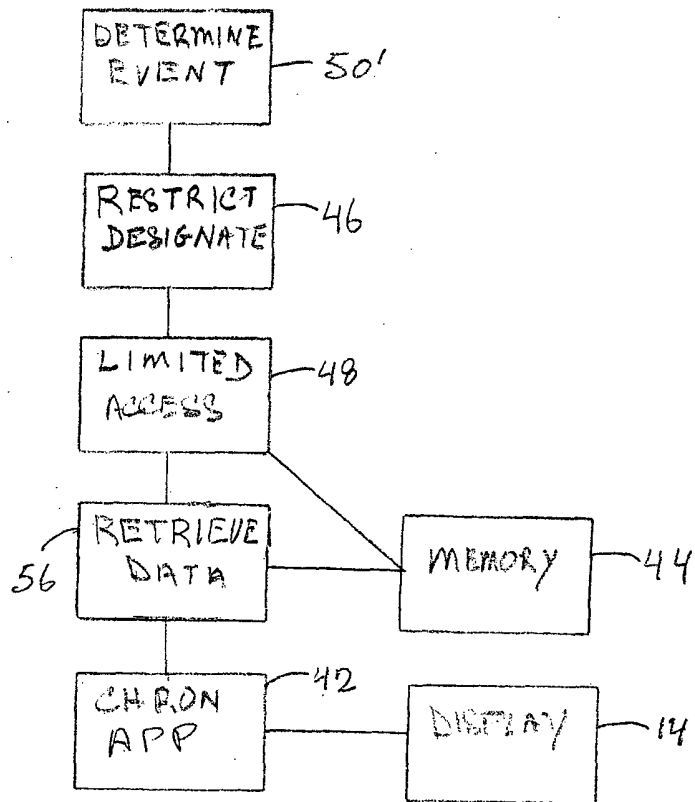 DETERMINE
EVENT
50'
RESTRICT
DESIGNATE
46
LIMITED
ACCESS
48
RETRIEVE
DATA
56
MEMORY
44
CHRON
APP
42
DISPLAY
14